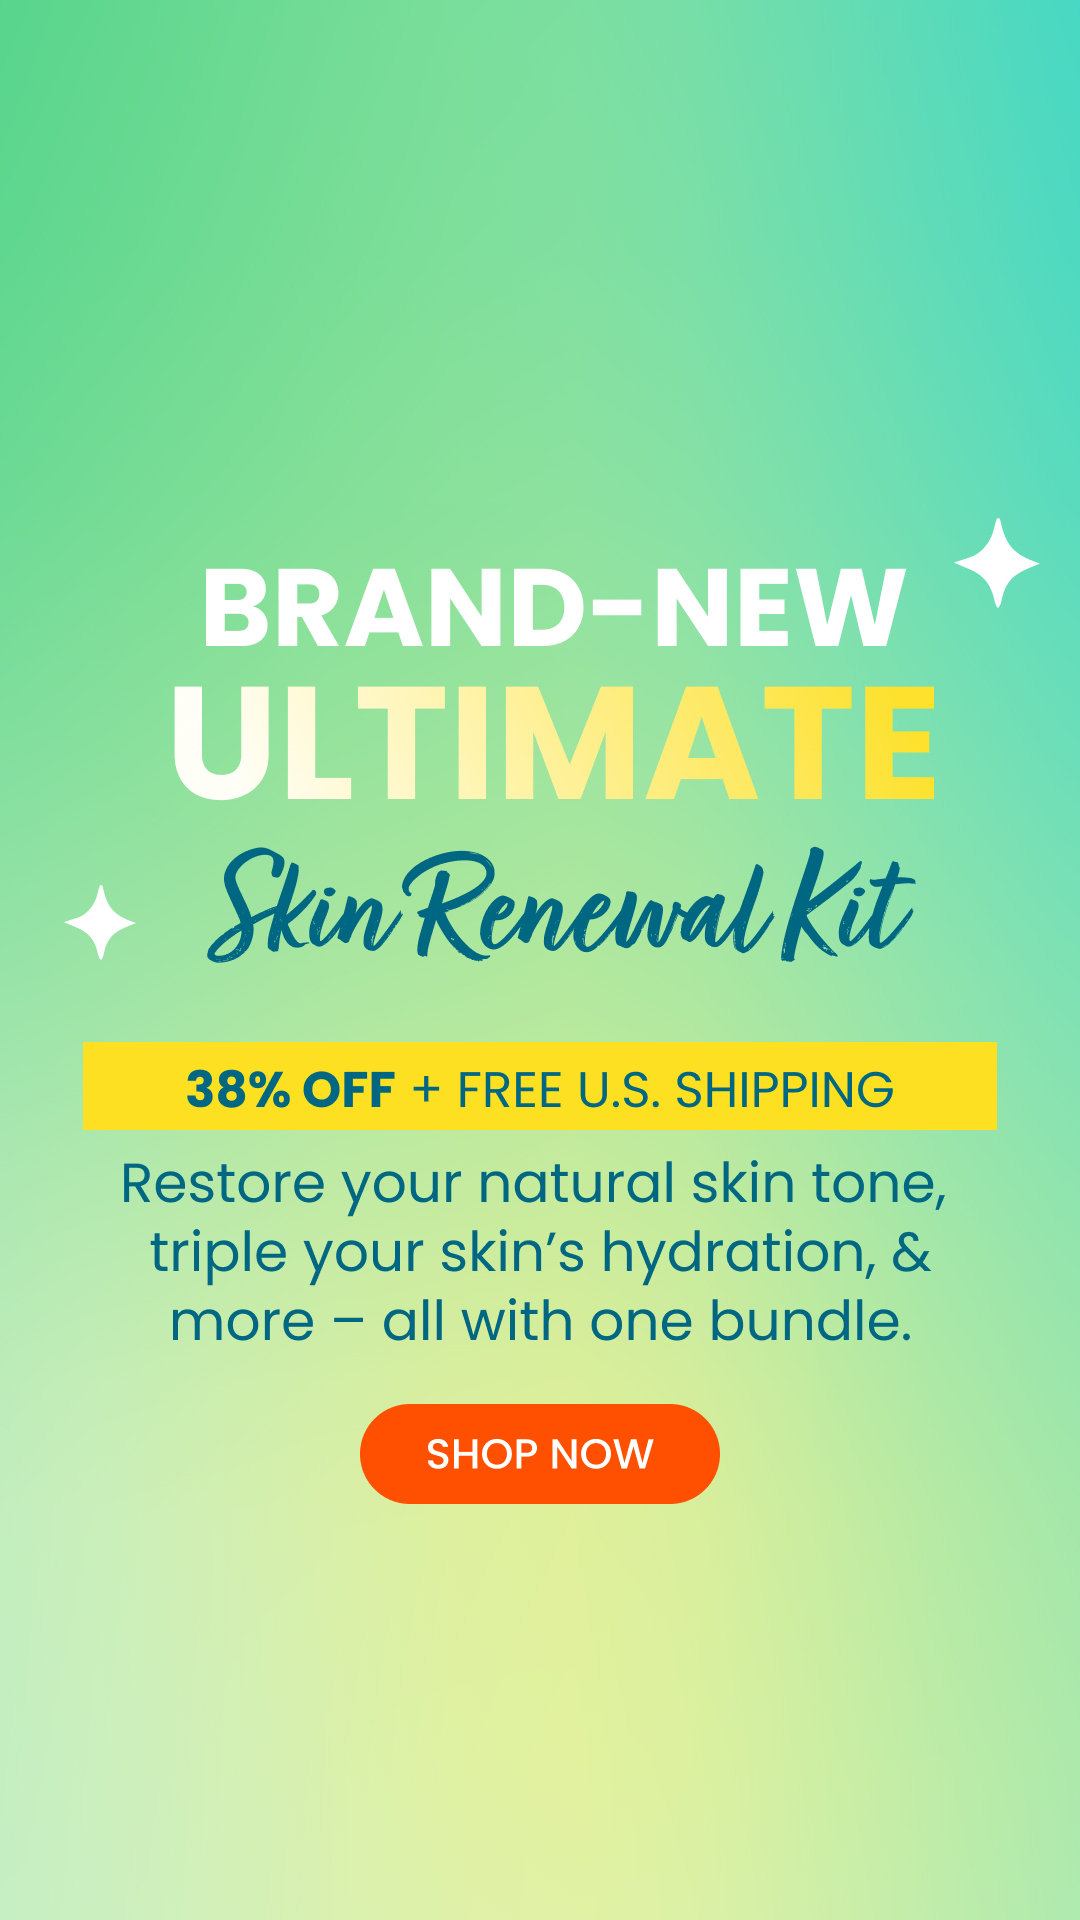 BRAND-NEW
ULTIMATE
Skin Renewal Kit
38% OFF + FREE U.S. SHIPPING
Restore your natural skin tone,
triple your skin’s hydration, &
more – all with one bundle.
SHOP NOW